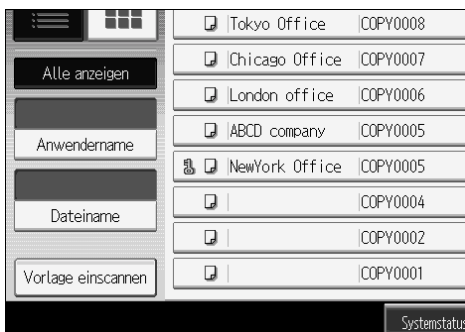 Alle anzeigen
Anwendername
Dateiname
Vorlage einscannen
Tokyo Office COPY0008
Chicago Office COPY0007
London office COPY0006
ABCD company COPY0005
NewYork Office COPY0005
COPY0004
COPY0002
COPY0001
Systemstatus